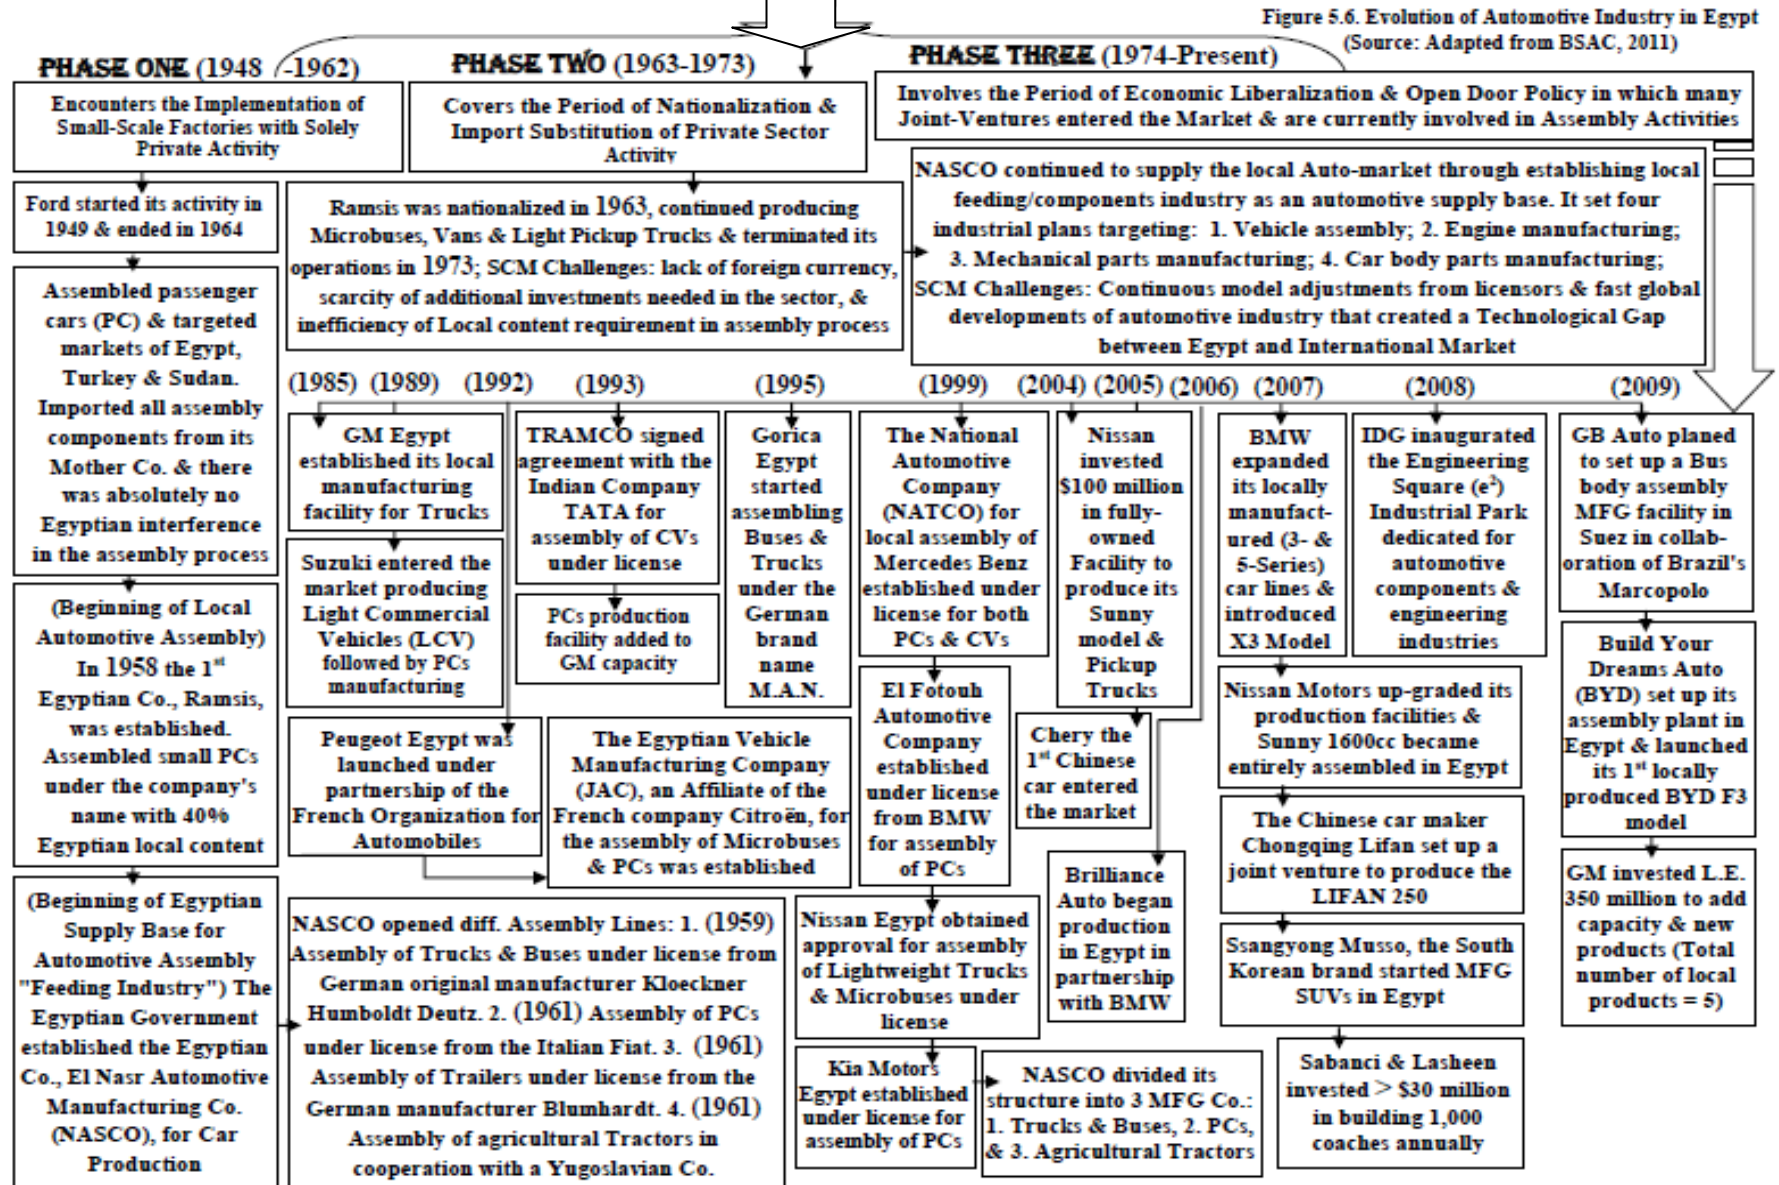 Figure 5.6. Evolution of Automotive Industry in Egypt
(Source: Adapted from BSAC, 2011)
PHASE ONE (1948 -1962)
Encounters the Implementation of
Small-Scale Factories with Solely
Private Activity
Ford started its activity in
1949 & ended in 1964
Assembled passenger
cars (PC) & targeted
markets of Egypt,
Turkey & Sudan.
Imported all assembly
components from its
Mother Co. & there
was absolutely no
Egyptian interference
in the assembly process
(Beginning of Local
Automotive Assembly)
In 1958 the 1st
Egyptian Co., Ramsis,
was established.
Assembled small PCs
under the company's
name with 40%
Egyptian local content
(Beginning of Egyptian
Supply Base for
Automotive Assembly
"Feeding Industry") The
Egyptian Government
established the Egyptian
Co., El Nasr Automotive
Manufacturing Co.
(NASCO), for Car
Production
NASCO opened diff. Assembly Lines: 1. (1959)
Assembly of Trucks & Buses under license from
German original manufacturer Kloeckner
Humboldt Deutz. 2. (1961) Assembly of PCs
under license from the Italian Fiat. 3. (1961)
Assembly of Trailers under license from the
German manufacturer Blumhardt. 4. (1961)
Assembly of agricultural Tractors in
cooperation with a Yugoslavian Co.
PHASE TWO (1963-1973)
Covers the Period of Nationalization &
Import Substitution of Private Sector
Activity
Ramsis was nationalized in 1963, continued producing
Microbuses, Vans & Light Pickup Trucks & terminated its
operations in 1973; SCM Challenges: lack of foreign currency,
scarcity of additional investments needed in the sector, &
inefficiency of Local content requirement in assembly process
PHASE THREE (1974-Present)
Involves the Period of Economic Liberalization & Open Door Policy in which many
Joint-Ventures entered the Market & are currently involved in Assembly Activities
NASCO continued to supply the local Auto-market through establishing local
feeding/components industry as an automotive supply base. It set four
industrial plans targeting: 1. Vehicle assembly; 2. Engine manufacturing;
3. Mechanical parts manufacturing; 4. Car body parts manufacturing;
SCM Challenges: Continuous model adjustments from licensors & fast global
developments of automotive industry that created a Technological Gap
between Egypt and International Market
(1985) (1989) (1992) (1993) (1995) (1999) (2004) (2005) (2006) (2007) (2008) (2009)
GM Egypt
established its local
manufacturing
facility for Trucks
Suzuki entered the
market producing
Light Commercial
Vehicles (LCV)
followed by PCs
manufacturing
Peugeot Egypt was
launched under
partnership of the
French Organization for
Automobiles
The Egyptian Vehicle
Manufacturing Company
(JAC), an Affiliate of the
French company Citroën, for
the assembly of Microbuses
& PCs was established
TRAMCO signed
agreement with the
Indian Company
TATA for
assembly of CVs
under license
PCs production
facility added to
GM capacity
Gorica
Egypt
started
assembling
Buses &
Trucks
under the
German
brand
name
M.A.N.
The National
Automotive
Company
(NATCO) for
local assembly of
Mercedes Benz
established under
license for both
PCs & CVs
El Fotouh
Automotive
Company
established
under license
from BMW
for assembly
of PCs
Nissan Egypt obtained
approval for assembly
of Lightweight Trucks
& Microbuses under
license
Kia Motors
Egypt established
under license for
assembly of PCs
NASCO divided its
structure into 3 MFG Co.:
1. Trucks & Buses, 2. PCs,
& 3. Agricultural Tractors
Nissan
invested
$100 million
in fully-
owned
Facility to
produce its
Sunny
model &
Pickup
Trucks
Chery the
1st Chinese
car entered
the market
Brilliance
Auto began
production
in Egypt in
partnership
with BMW
BMW
expanded
its locally
manufact-
ured (3- &
5-Series)
car lines &
introduced
X3 Model
Nissan Motors up-graded its
production facilities &
Sunny 1600cc became
entirely assembled in Egypt
The Chinese car maker
Chongqing Lifan set up a
joint venture to produce the
LIFAN 250
Ssangyong Musso, the South
Korean brand started MFG
SUVs in Egypt
Sabanci & Lasheen
invested > $30 million
in building 1,000
coaches annually
IDG inaugurated
the Engineering
Square (e2)
Industrial Park
dedicated for
automotive
components &
engineering
industries
GB Auto planed
to set up a Bus
body assembly
MFG facility in
Suez in collab-
oration of Brazil's
Marcopolo
Build Your
Dreams Auto
(BYD) set up its
assembly plant in
Egypt & launched
its 1st locally
produced BYD F3
model
GM invested L.E.
350 million to add
capacity & new
products (Total
number of local
products = 5)